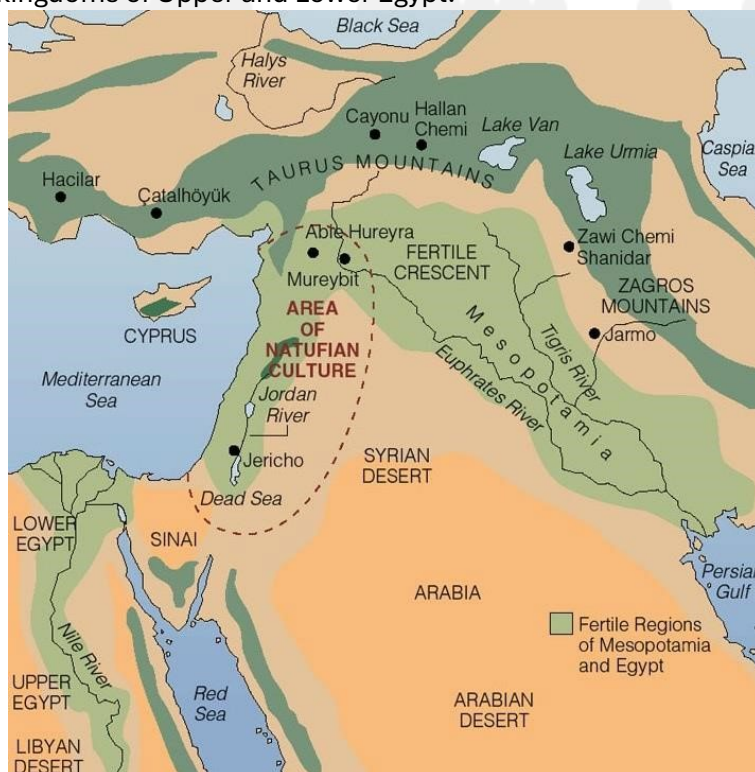 kingdoms of Upper and Lower Egypt.
Black Sea
Halys
River
Cayonu
Hallan
Chemi
Lake Van
Lake Urmia
Caspia
Sea
Hacilar
Çatalhöyük
TAURUS MOUNTAINS
Able Hureyra
Mureybit
FERTILE
CRESCENT
Zawi Chemi
Shanidar
ZAGROS
MOUNTAINS
Jarmo
CYPRUS
AREA
OF
NATUFIAN
CULTURE
Mesopotamia
Tigris River
Euphrates River
Mediterranean
Sea
Jordan
River
Jericho
Dead Sea
SYRIAN
DESERT
LOWER
EGYPT
SINAI
ARABIA
Persian
Gulf
Fertile Regions
of Mesopotamia
and Egypt
Nile River
UPPER
EGYPT
Red
Sea
ARABIAN
DESERT
LIBYAN
DESERT